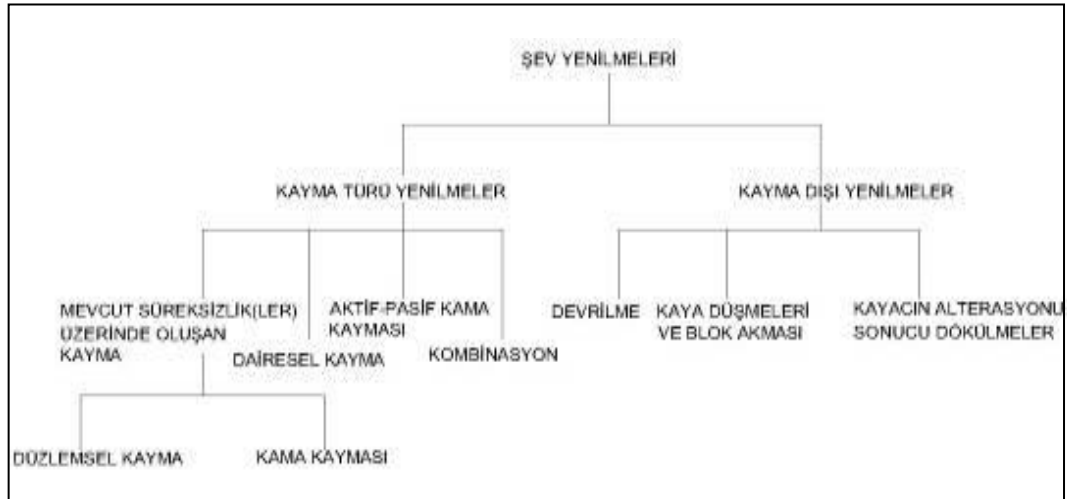 ŞEV YENİLMELERİ
KAYMA TÜRÜ YENİLMELER
KAYMA DIŞI YENİLMELER
MEVCUT SÜREKSİZLİK(LER)
ÜZERİNDE OLUŞAN
KAYMA
DAİRESEL KAYMA
AKTİF-PASİF KAMA
KAYMASI
KOMBİNASYON
DEVRİLME
KAYA DÜŞMELERİ
VE BLOK AKMASI
KAYACIN ALTERASYONU
SONUCU DÖKÜLMELER
DÜZLEMSEL KAYMA
KAMA KAYMASI